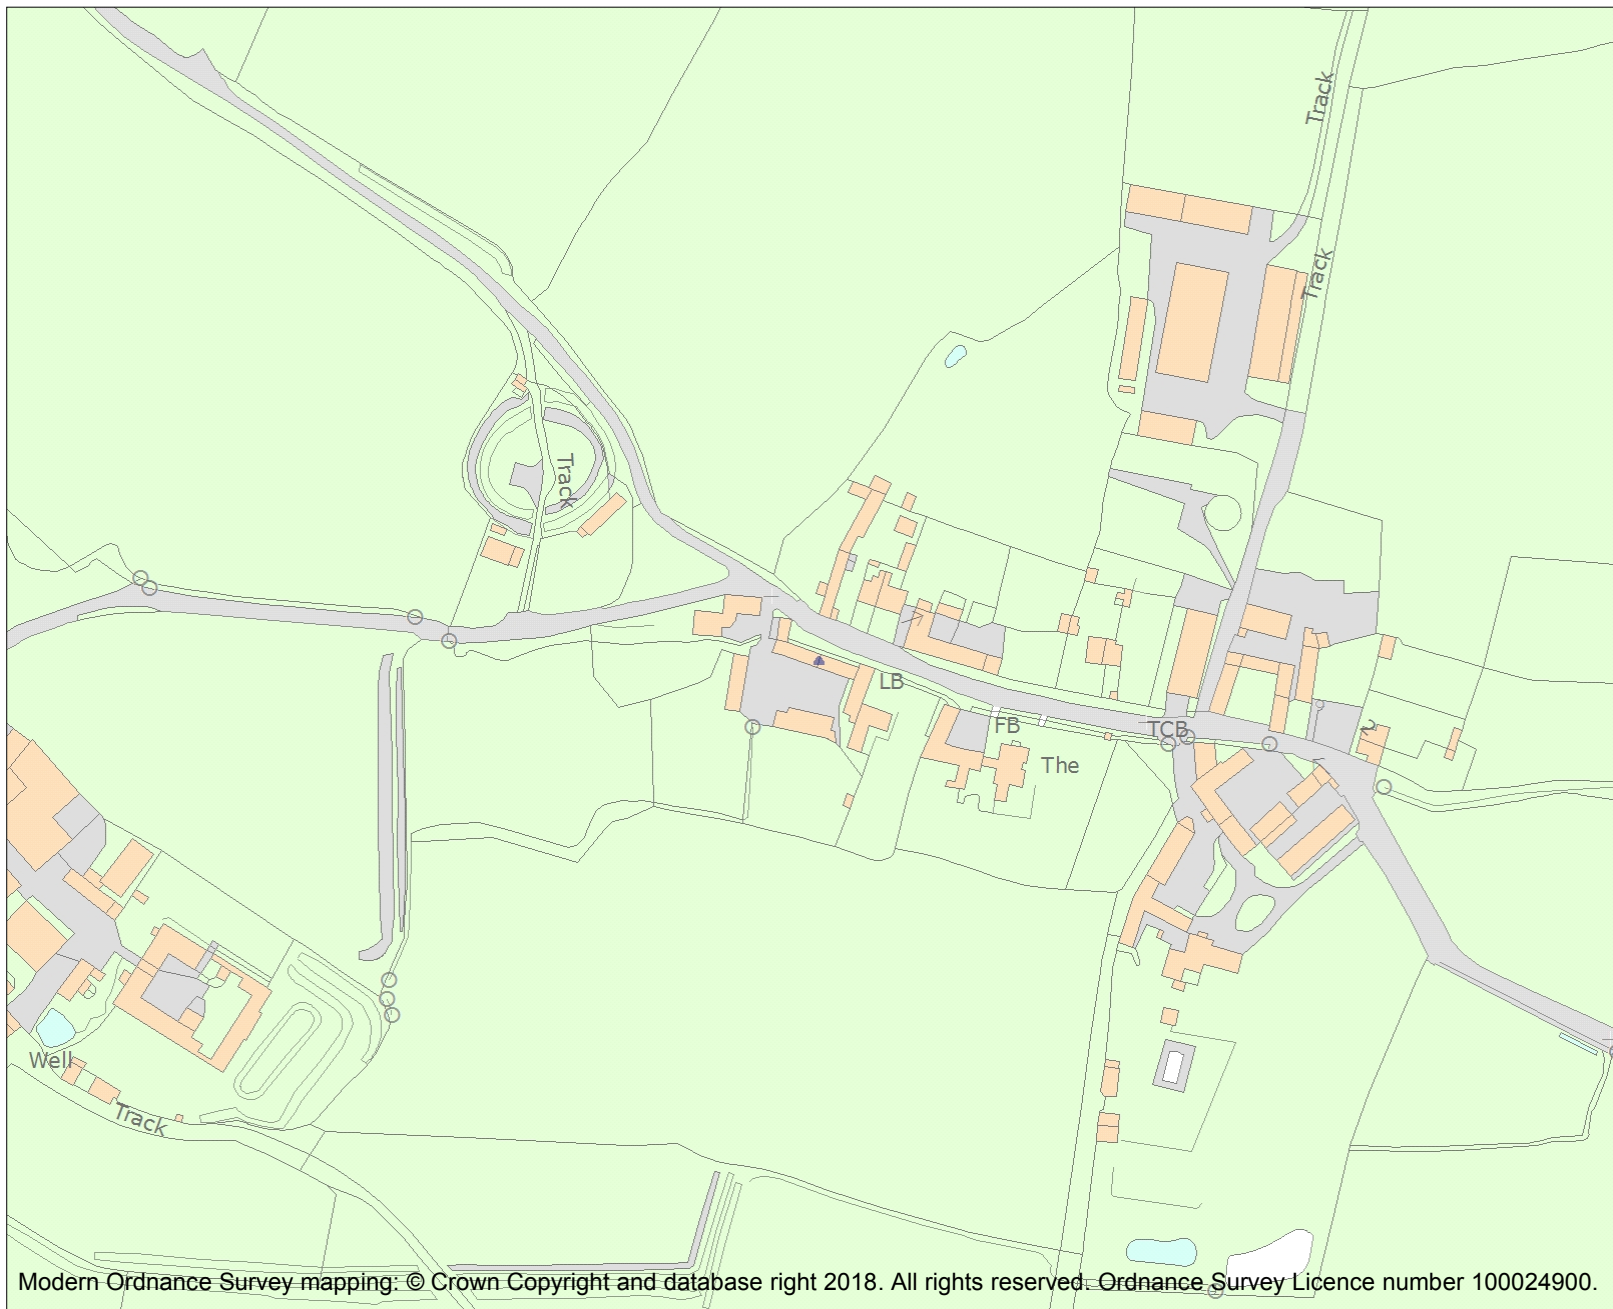 Track
Track
Track
LB
FB
TCB
2
The
Well
Track
Modern Ordnance Survey mapping: © Crown Copyright and database right 2018. All rights reserved. Ordnance Survey Licence number 100024900.